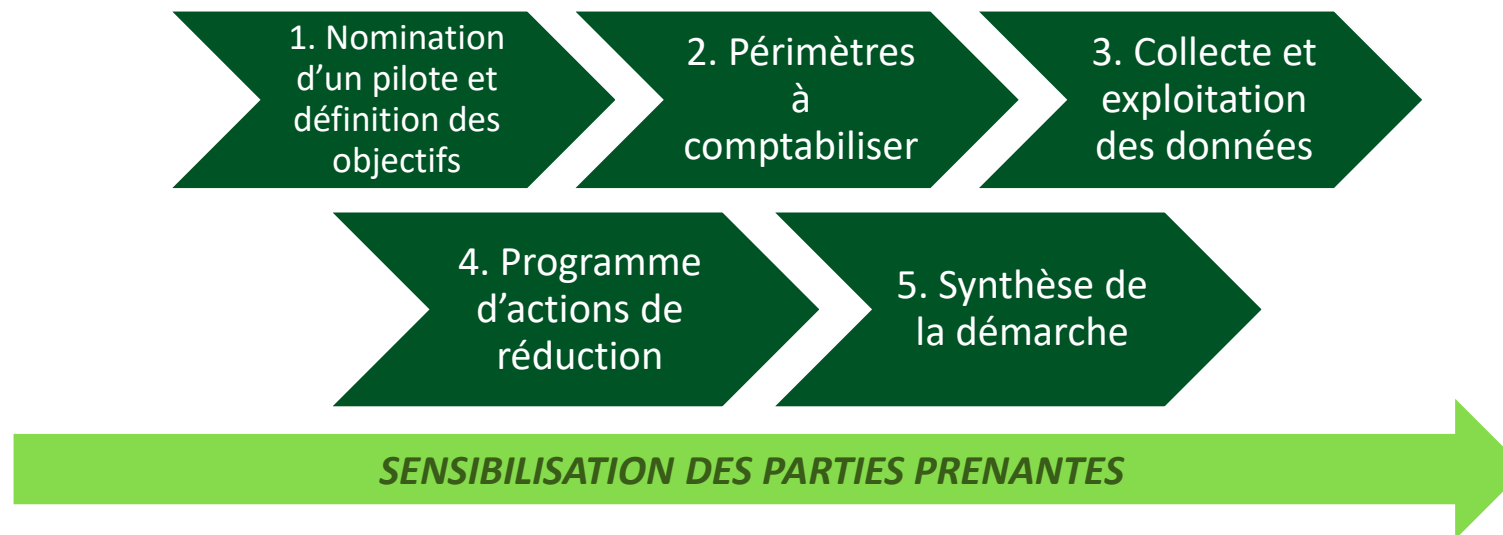 1. Nomination
d’un pilote et
définition des
objectifs
2. Périmètres
à
comptabiliser
3. Collecte et
exploitation
des données
4. Programme
d’actions de
réduction
5. Synthèse de
la démarche
SENSIBILISATION DES PARTIES PRENANTES